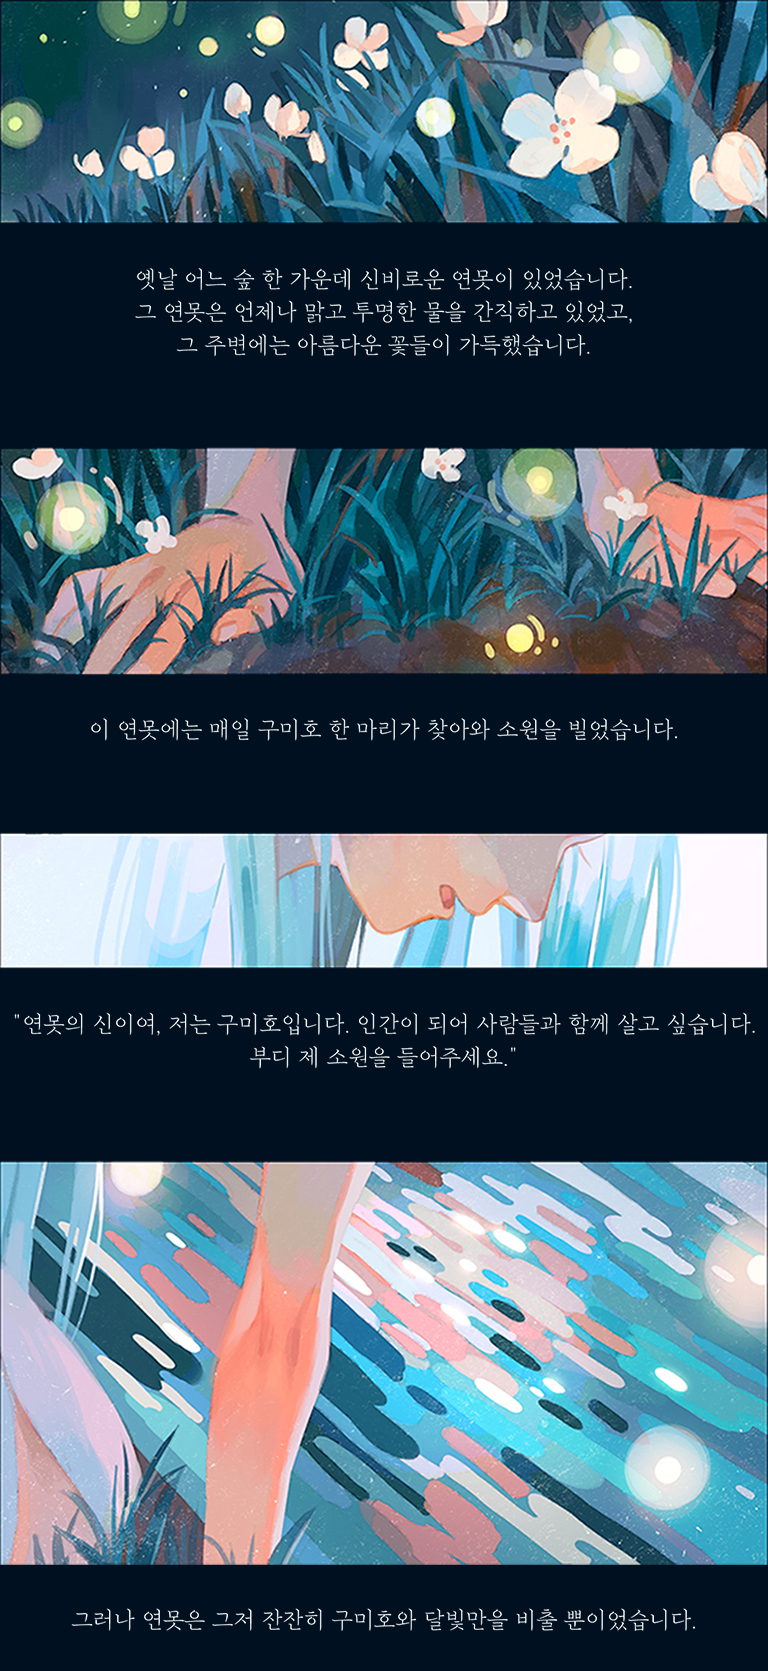 옛날 어느 숲 한 가운데 신비로운 연못이 있었습니다.
그 연못은 언제나 맑고 투명한 물을 간직하고 있었고,
그 주변에는 아름다운 꽃들이 가득했습니다.
이 연못에는 매일 구미호 한 마리가 찾아와 소원을 빌었습니다.
"연못의 신이여, 저는 구미호입니다. 인간이 되어 사람들과 함께 살고 싶습니다.
부디 제 소원을 들어주세요."
그러나 연못은 그저 잔잔히 구미호와 달빛만을 비출 뿐이었습니다.